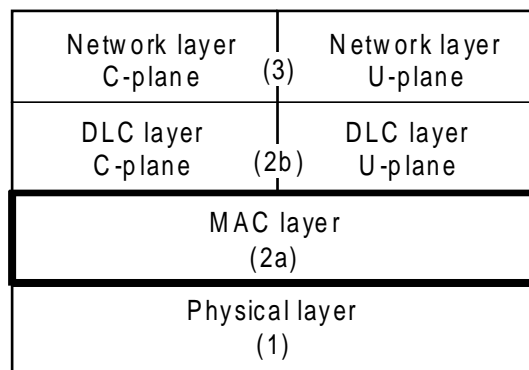 Network layer
C-plane
(3)
Network layer
U-plane
DLC layer
C-plane
(2b)
DLC layer
U-plane
MAC layer
(2a)
Physical layer
(1)